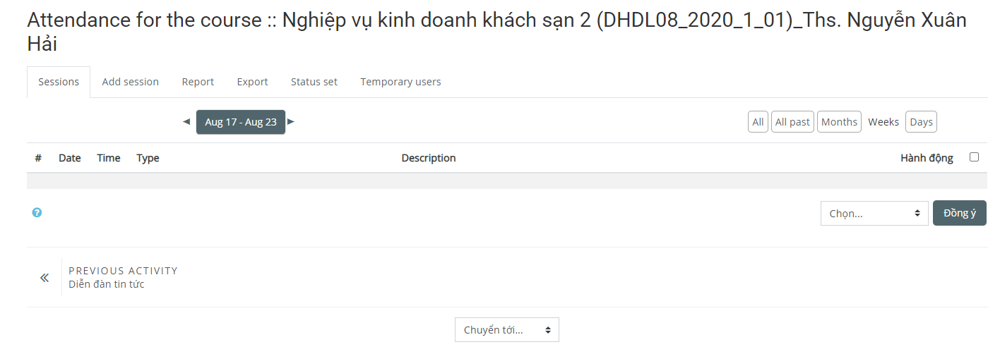 Attendance for the course :: Nghiệp vụ kinh doanh khách sạn 2 (DHDL08_2020_1_01)_Ths. Nguyễn Xuân
Hải
Sessions Add session Report Export Status set Temporary users
Aug 17 - Aug 23 All All past Months Weeks Days
# Date Time Type Description Hành động
Chọn... Đồng ý
PREVIOUS ACTIVITY
Diễn đàn tin tức
Chuyển tới...